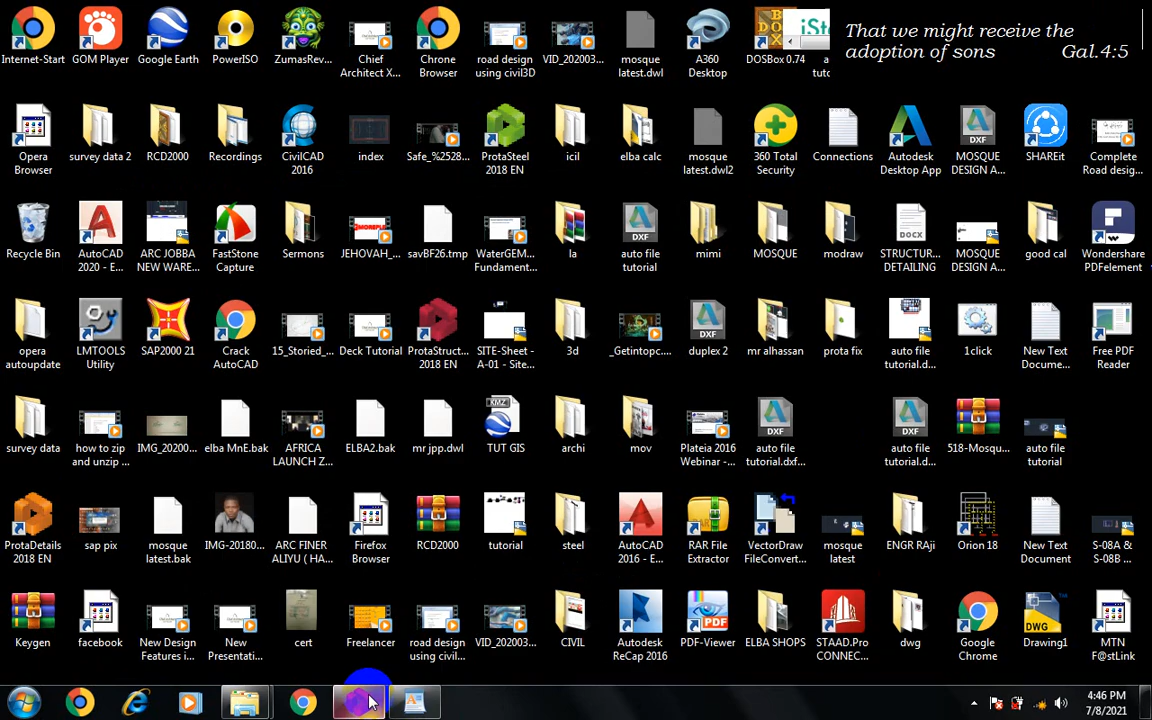 That we might receive the
adoption of sons Gal.4:5
Internet-Start
GOM Player
Google Earth
PowerISO
ZumasRev...
Chief
Architect X...
Chrone
Browser
road design
using civil3D
VID_202003...
mosque
latest.dwl
A360
Desktop
DOSBox 0.74
a
tuto
iSto
Opera
Browser
survey data 2
RCD2000
Recordings
CivilCAD
2016
index
Safe_%2528...
ProtaSteel
2018 EN
icil
elba calc
mosque
latest.dwl2
360 Total
Security
Connections
Autodesk
Desktop App
MOSQUE
DESIGN A...
SHAREit
Complete
Road desig...
Recycle Bin
AutoCAD
2020 - E...
ARC JOBBA
NEW WARE...
FastStone
Capture
Sermons
JEHOVAH_...
savBF26.tmp
WaterGEM...
Fundament...
la
auto file
tutorial
mimi
MOSQUE
modraw
STRUCTUR...
DETAILING
MOSQUE
DESIGN A...
good cal
Wondershare
PDFelement
opera
autoupdate
LMTOOLS
Utility
SAP2000 21
Crack
AutoCAD
15_Storied_...
Deck Tutorial
ProtaStruct...
2018 EN
SITE-Sheet -
A-01 - Site...
3d
_Getintopc...
duplex 2
mr alhassan
prota fix
auto file
tutorial.d...
1click
New Text
Docume...
Free PDF
Reader
survey data
how to zip
and unzip ...
IMG_20200...
elba MnE.bak
AFRICA
LAUNCH Z...
ELBA2.bak
mr jpp.dwl
TUT GIS
archi
mov
Plateia 2016
Webinar -...
auto file
tutorial.dxf...
auto file
tutorial.d...
518-Mosqu...
auto file
tutorial
ProtaDetails
2018 EN
sap pix
mosque
latest.bak
IMG-20180...
ARC FINER
ALIYU ( HA...
Firefox
Browser
RCD2000
tutorial
steel
AutoCAD
2016 - E...
RAR File
Extractor
VectorDraw
FileConvert...
mosque
latest
ENGR RAji
Orion 18
New Text
Document
S-08A &
S-08B ...
Keygen
facebook
New Design
Features i...
New
Presentati...
cert
Freelancer
road design
using civil...
VID_202003...
CIVIL
Autodesk
ReCap 2016
PDF-Viewer
ELBA SHOPS
STAAD.Pro
CONNEC...
dwg
Google
Chrome
Drawing1
MTN
F@stLink
4:46 PM
7/8/2021